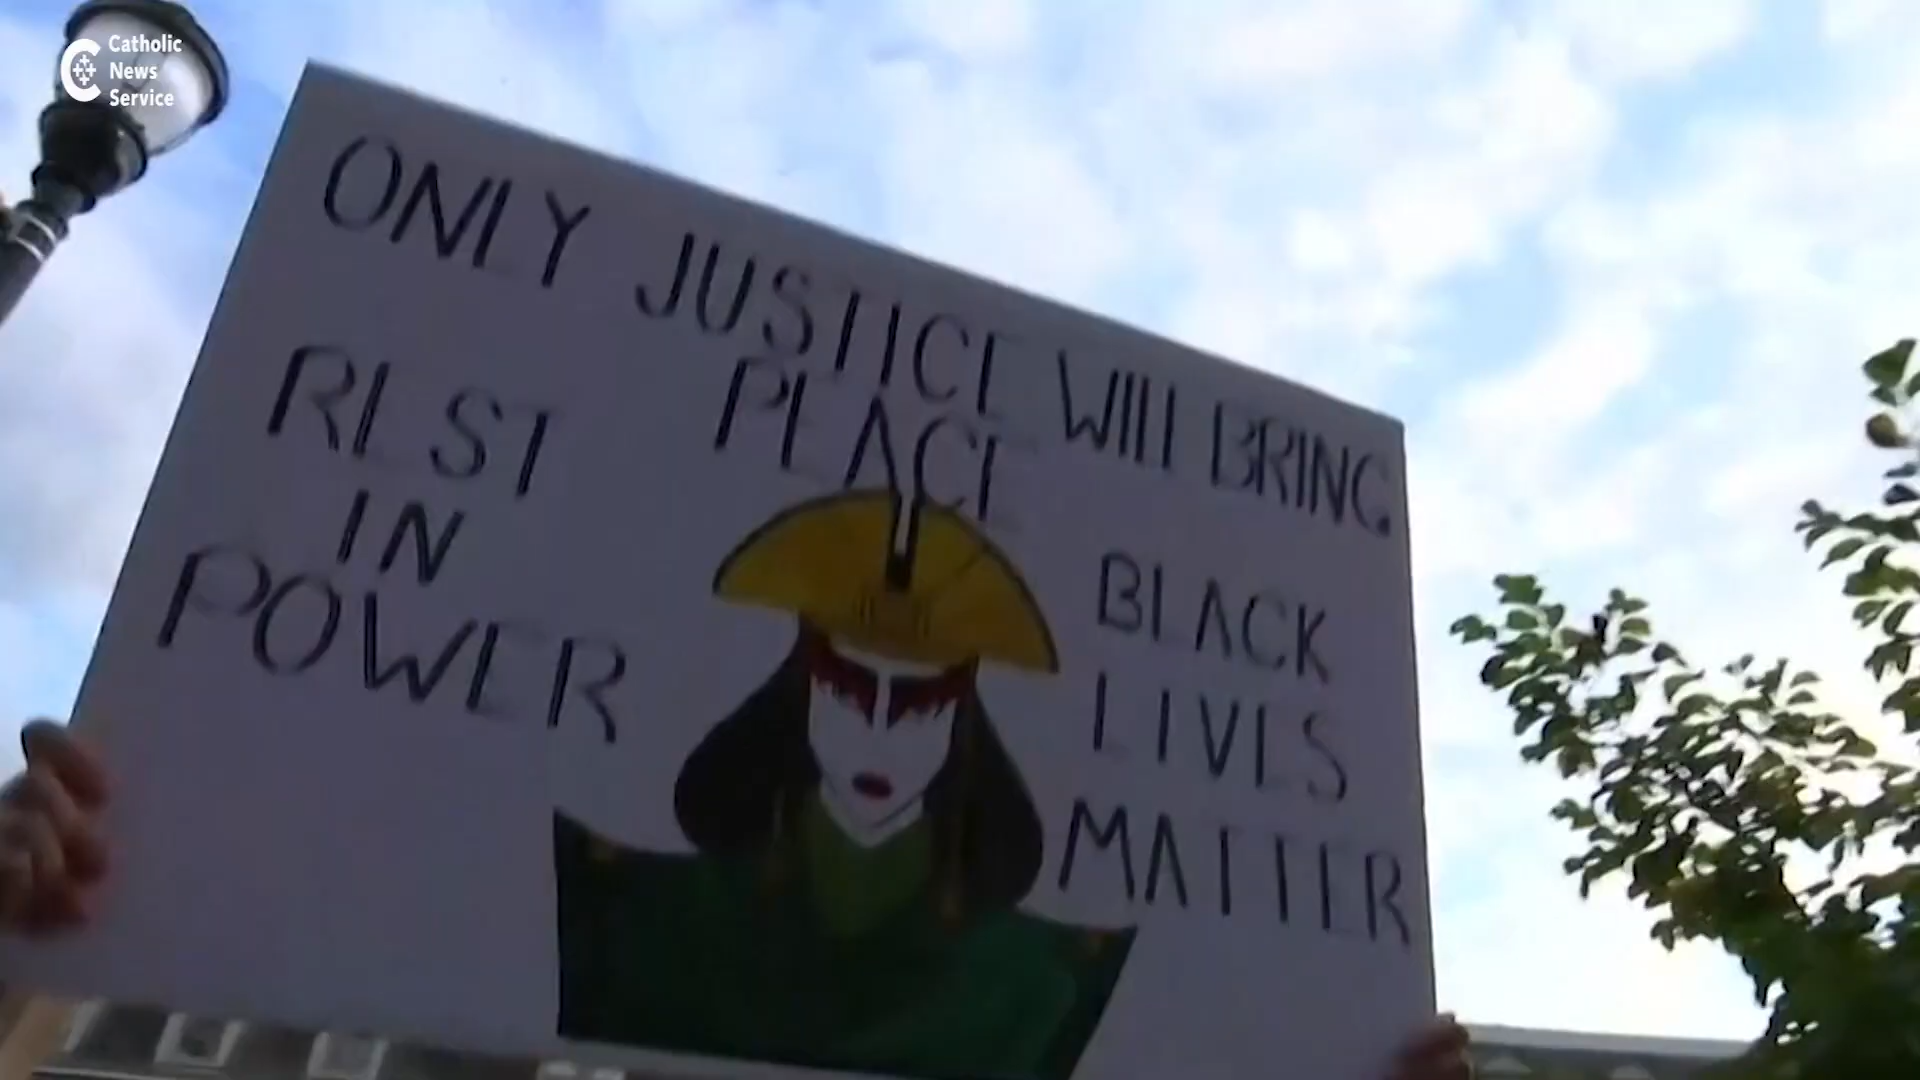 Catholic
News
Service
ONLY JUSTICE WILL BRING
PEACE
REST
IN
POWER
BLACK
LIVES
MATTER